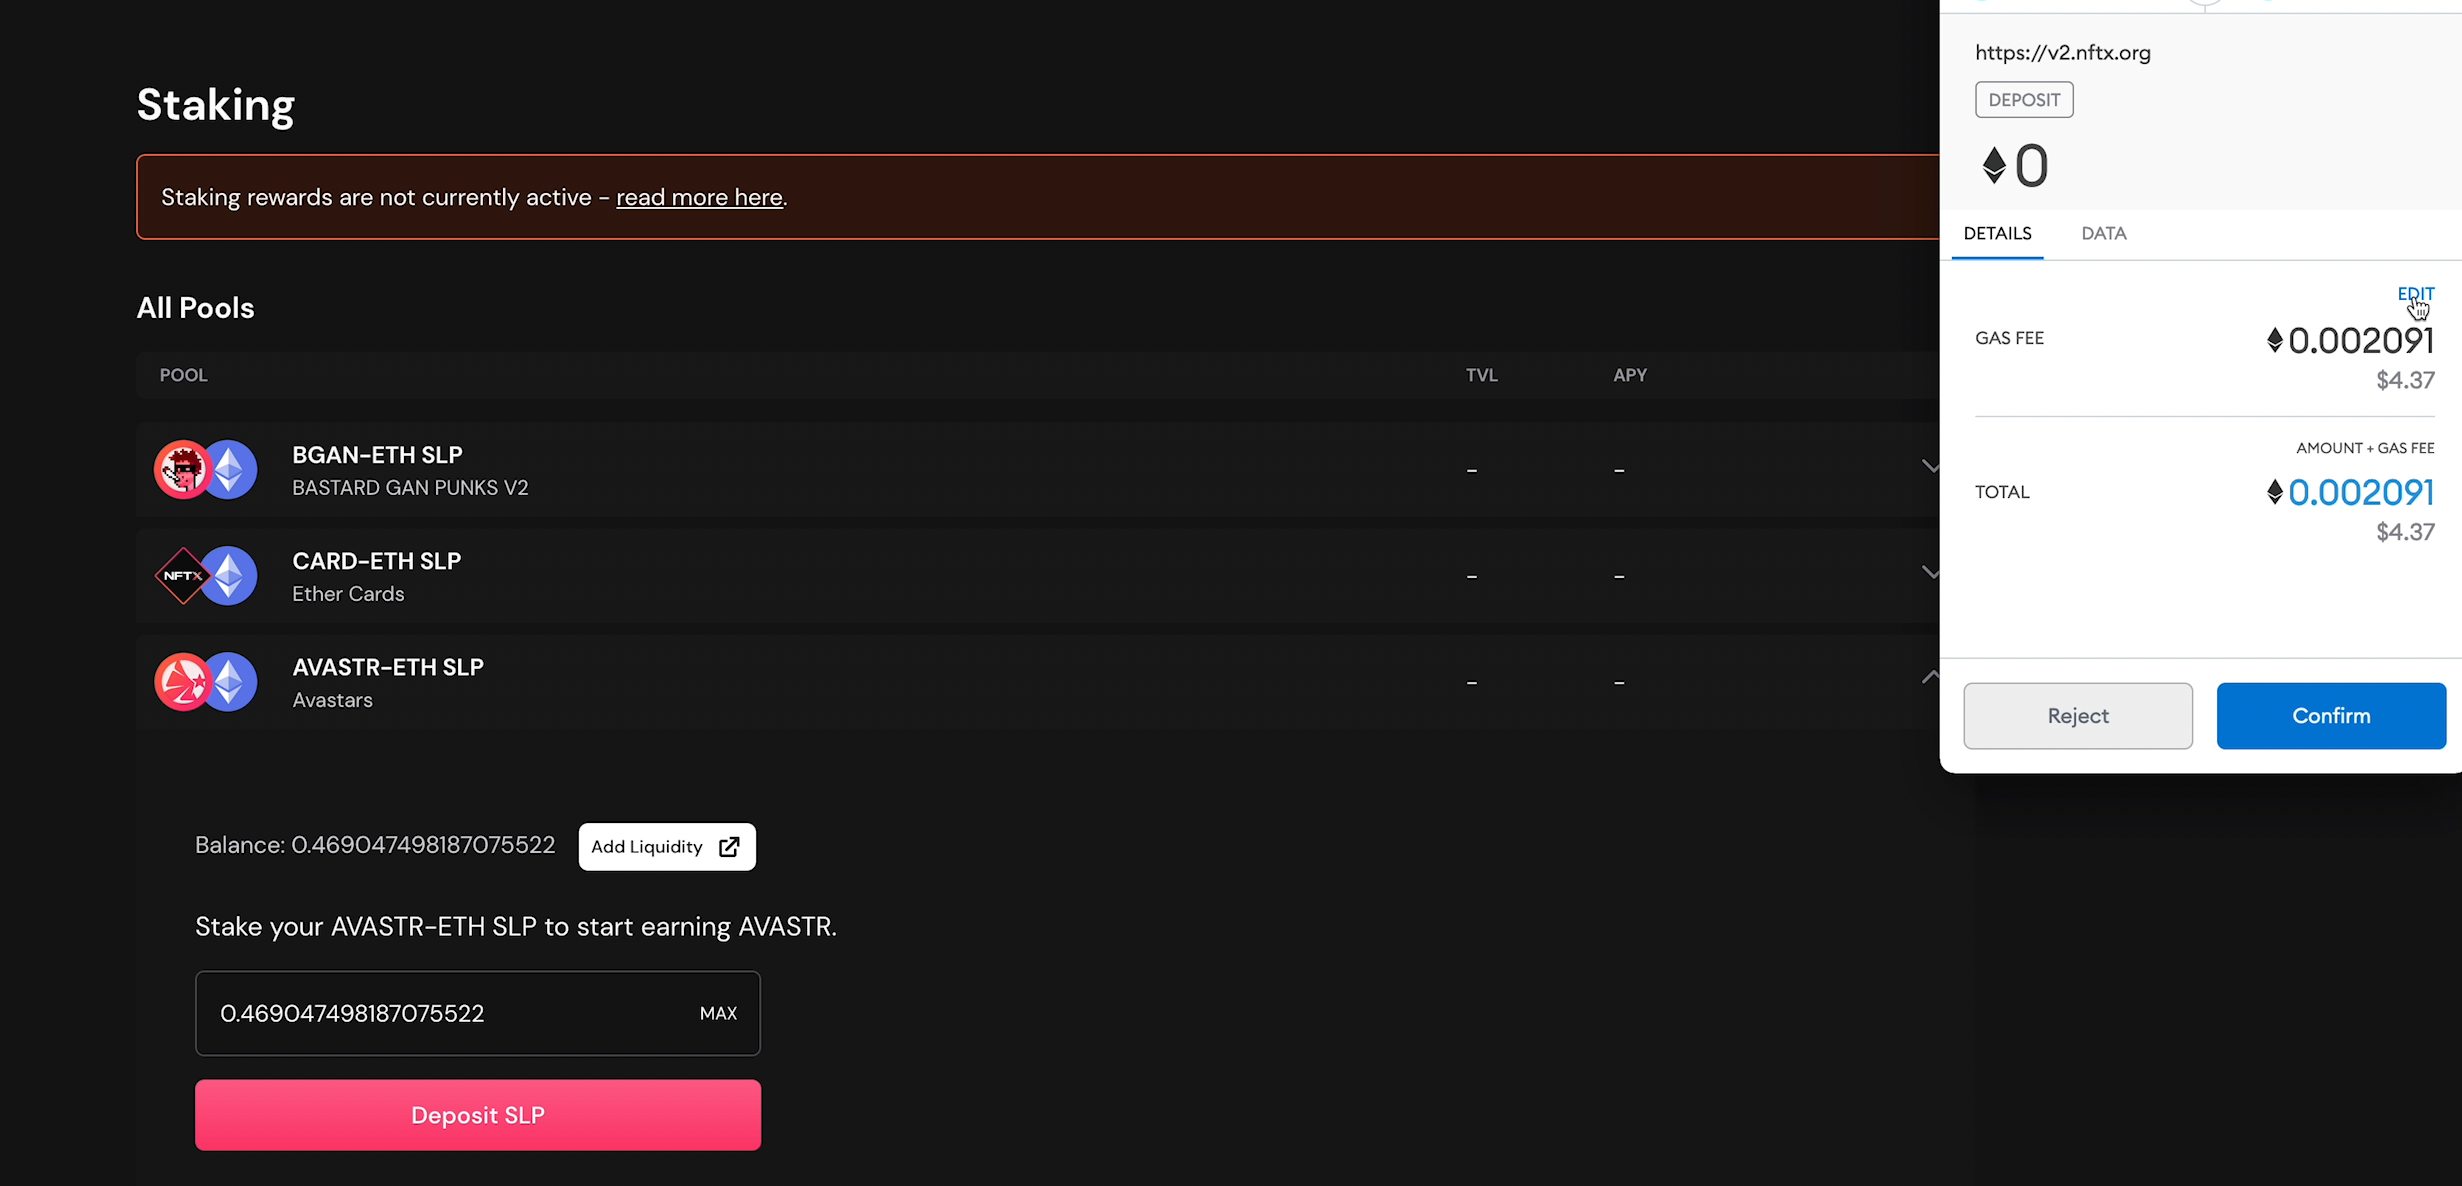 Staking
Staking rewards are not currently active – read more here.
All Pools
POOL TVL APY
BGAN-ETH SLP
BASTARD GAN PUNKS V2
– –
NFTX
CARD-ETH SLP
Ether Cards
– –
AVASTR-ETH SLP
Avastars
– –
Balance: 0.469047498187075522 Add Liquidity
Stake your AVASTR-ETH SLP to start earning AVASTR.
0.469047498187075522 MAX
Deposit SLP
https://v2.nftx.org
DEPOSIT
0
DETAILS DATA
EDIT
GAS FEE 0.002091
$4.37
AMOUNT + GAS FEE
TOTAL 0.002091
$4.37
Reject Confirm